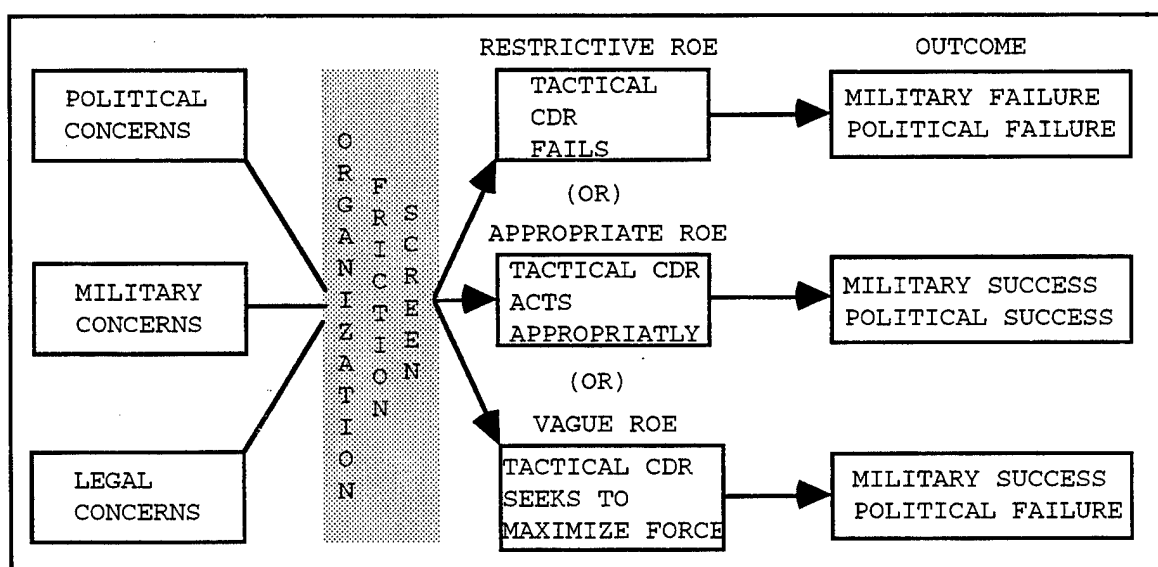 POLITICAL
CONCERNS
MILITARY
CONCERNS
LEGAL
CONCERNS
ORGANIZATION
FRICTION
SCREEN
RESTRICTIVE ROE
TACTICAL
CDR
FAILS
(OR)
APPROPRIATE ROE
TACTICAL CDR
ACTS
APPROPRIATLY
(OR)
VAGUE ROE
TACTICAL CDR
SEEKS TO
MAXIMIZE FORCE
OUTCOME
MILITARY FAILURE
POLITICAL FAILURE
MILITARY SUCCESS
POLITICAL SUCCESS
MILITARY SUCCESS
POLITICAL FAILURE